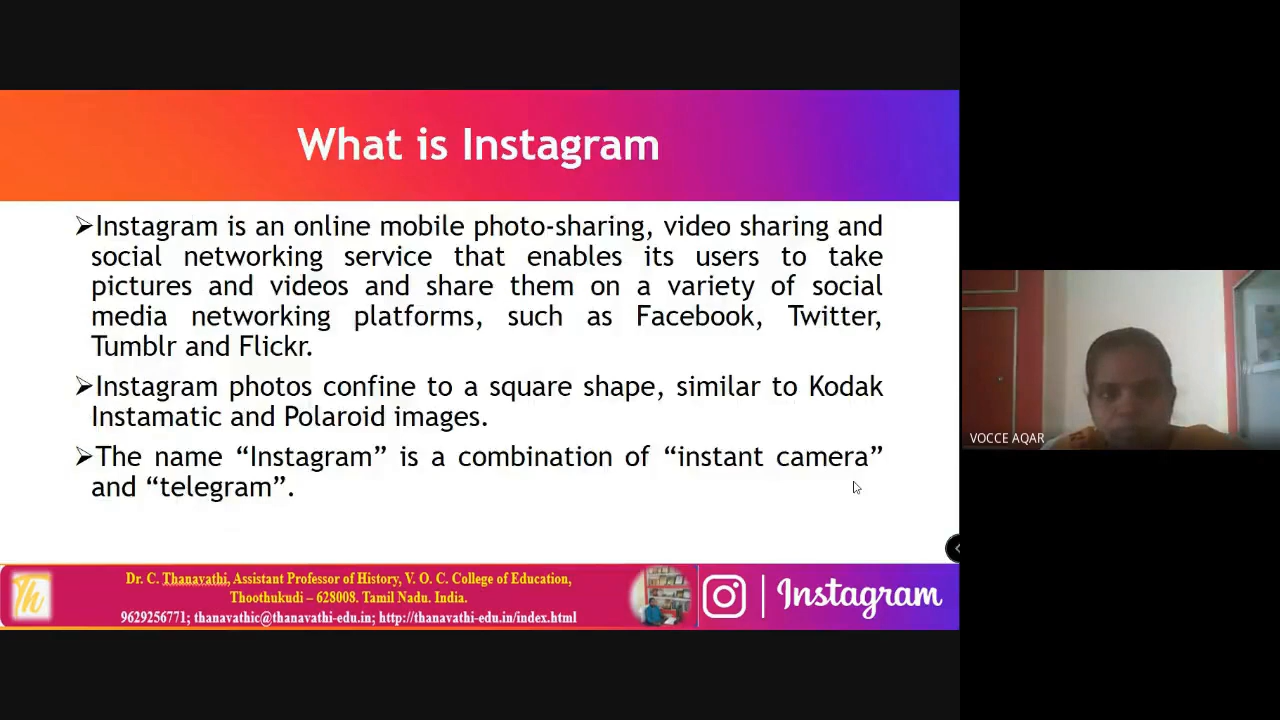 What is Instagram
➢Instagram is an online mobile photo-sharing, video sharing and
social networking service that enables its users to take
pictures and videos and share them on a variety of social
media networking platforms, such as Facebook, Twitter,
Tumblr and Flickr.
➢Instagram photos confine to a square shape, similar to Kodak
Instamatic and Polaroid images.
➢The name “Instagram” is a combination of “instant camera”
and “telegram”.
VOCCE AQAR
Th
Dr. C. Thanavathi, Assistant Professor of History, V. O. C. College of Education,
Thoothukudi – 628008. Tamil Nadu. India.
9629256771; thanavathic@thanavathi-edu.in; http://thanavathi-edu.in/index.html
Instagram